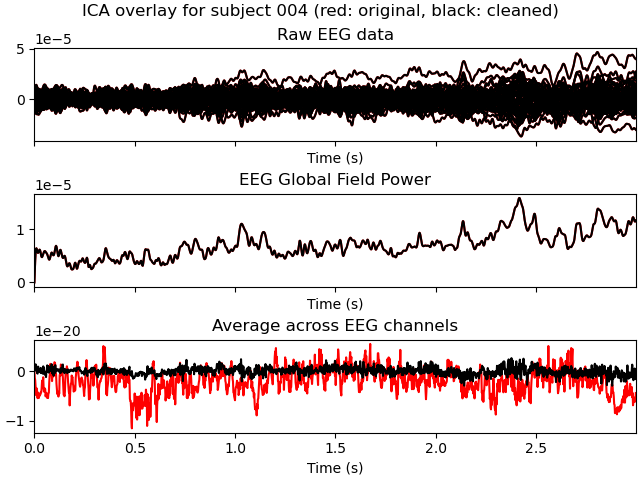 ICA overlay for subject 004 (red: original, black: cleaned)
Raw EEG data
1e−5
5
0
Time (s)
EEG Global Field Power
1e−5
1
0
Time (s)
Average across EEG channels
1e−20
0
−1
0.0 0.5 1.0 1.5 2.0 2.5
Time (s)